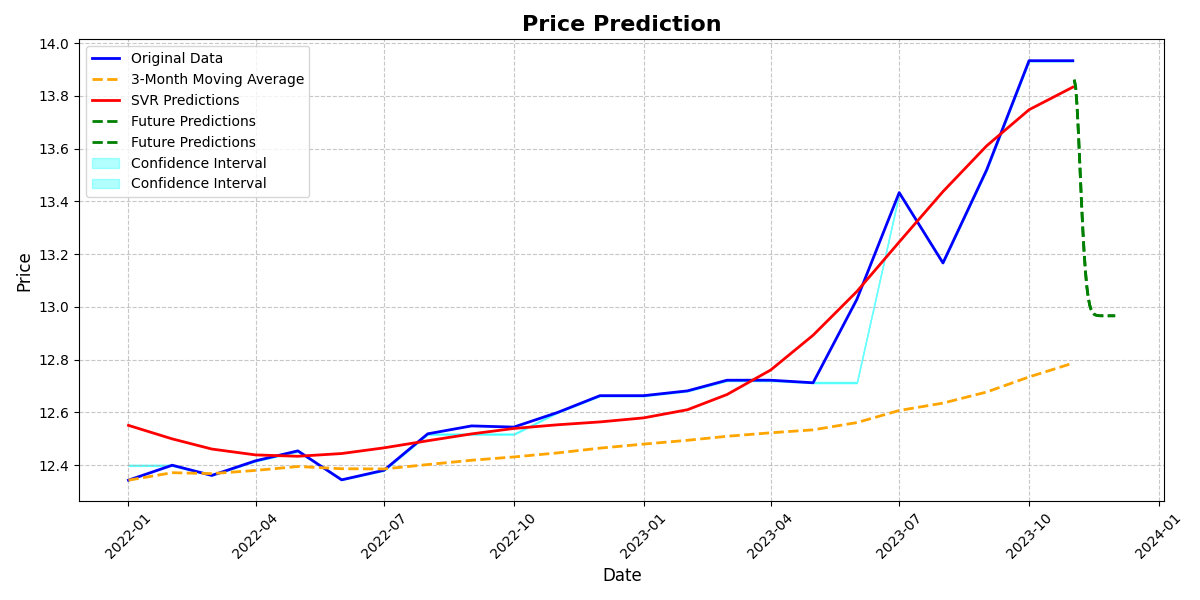 Price Prediction
14.0
13.8
13.6
13.4
13.2
13.0
12.8
12.6
12.4
Price
Original Data
3-Month Moving Average
SVR Predictions
Future Predictions
Future Predictions
Confidence Interval
Confidence Interval
2022-01
2022-04
2022-07
2022-10
2023-01
2023-04
2023-07
2023-10
2024-01
Date